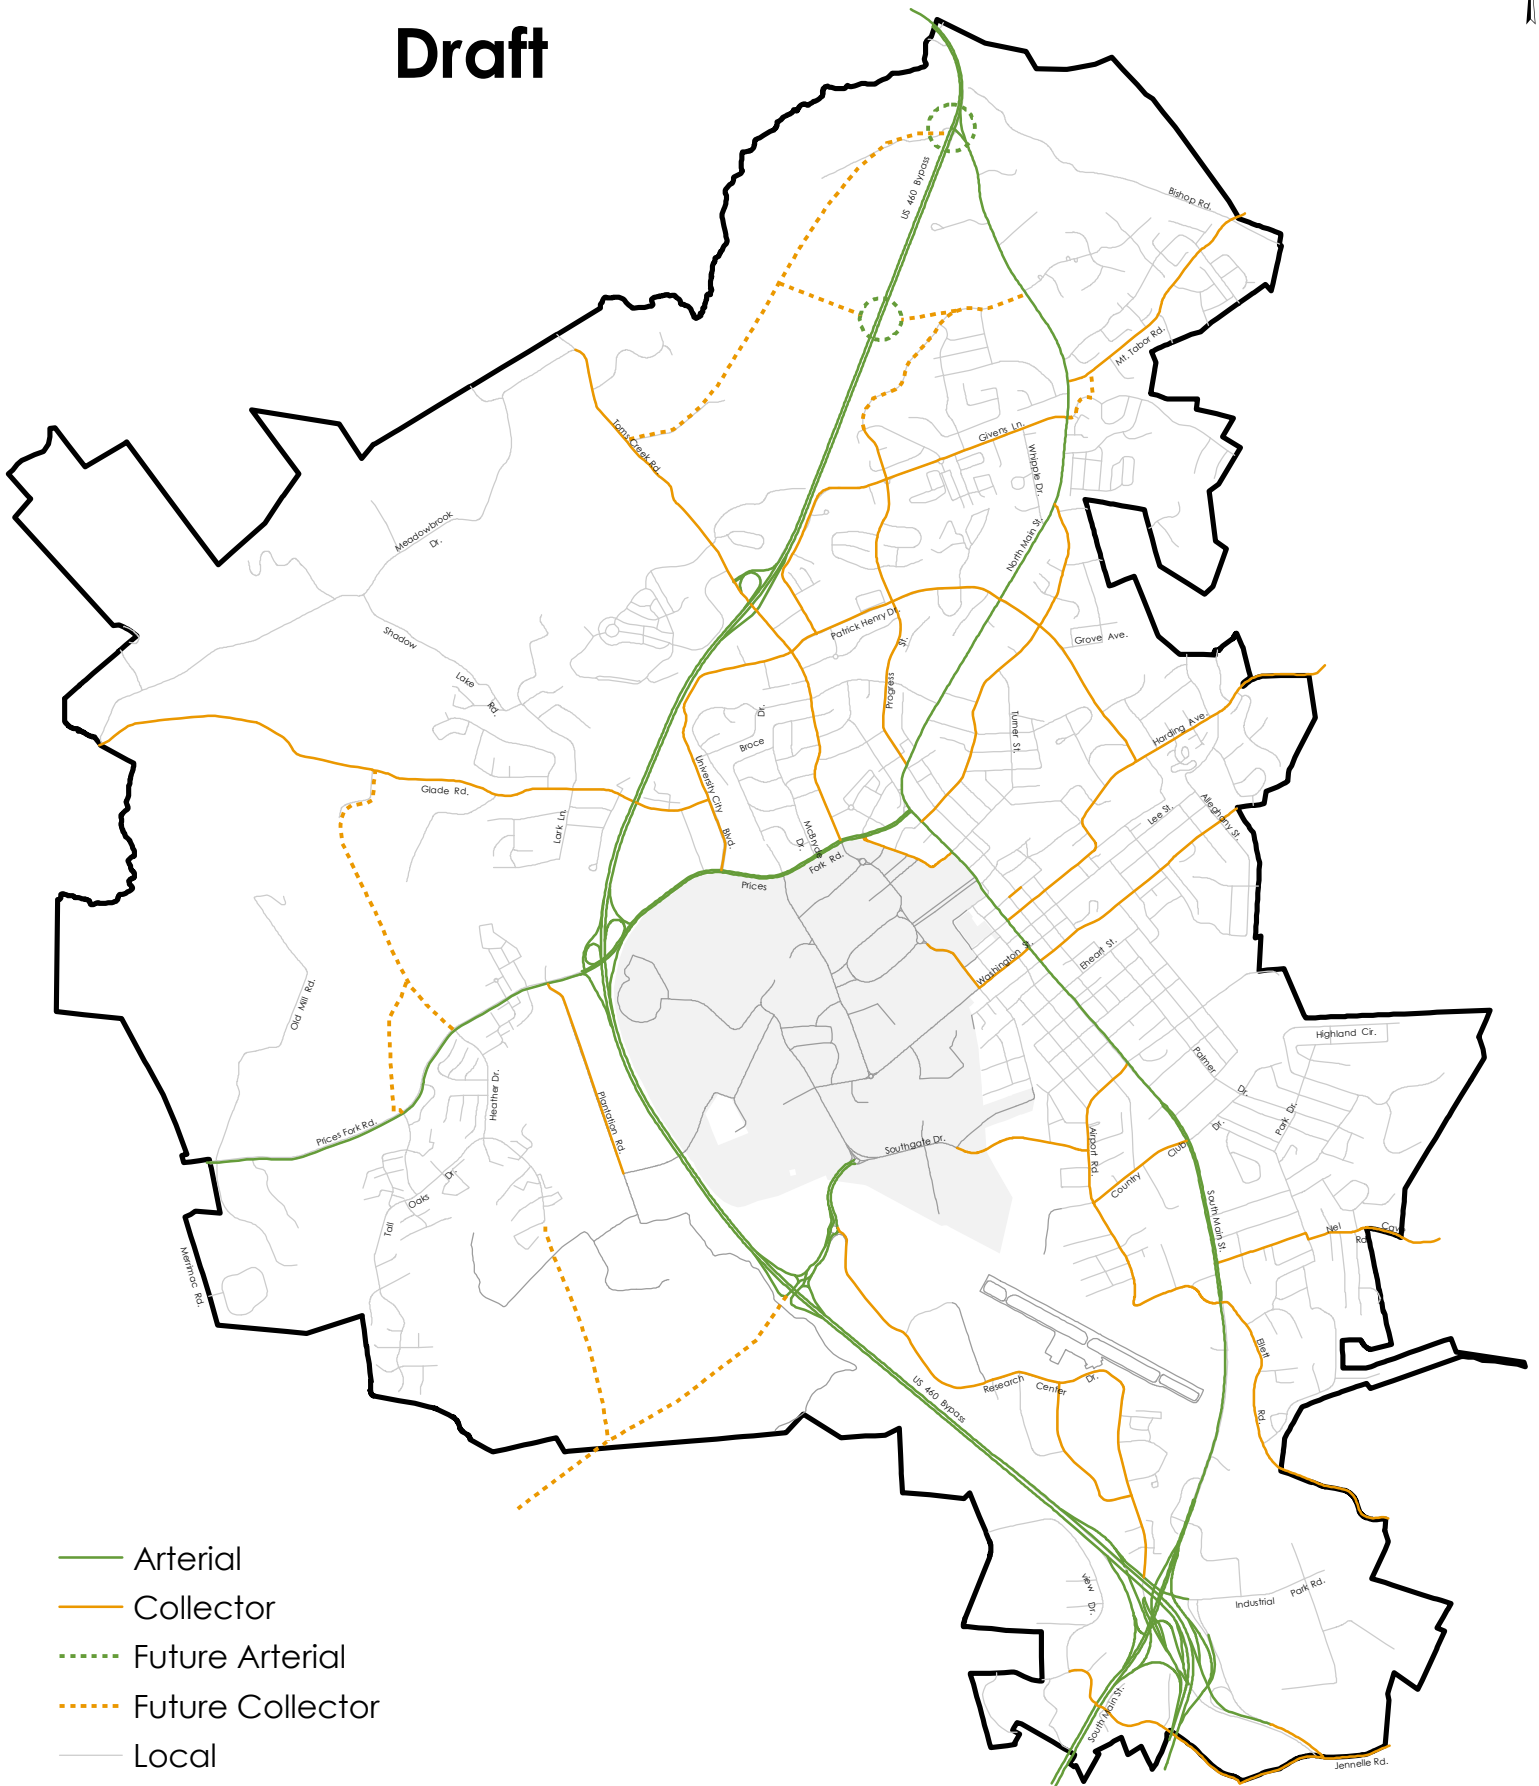 Draft
US 460 Bypass
Bishop Rd.
Mt. Tabor Rd.
Toms Creek Rd.
Givens Ln.
Whipple Dr.
Meadowbrook
Dr.
North Main St.
Shadow
Lake
Rd.
Patrick Henry Dr.
Grove Ave.
Progress
St.
Turner St.
Harding Ave.
Broce
Dr.
University City
Blvd.
Glade Rd.
Lark Ln.
McBryde
Dr.
Lee St.
Alleghany St.
Prices
Fork Rd.
Washington St.
Eheart St.
Old Mill Rd.
Highland Cir.
Palmer
Dr.
Park Dr.
Heather Dr.
Plantation Rd.
Prices Fork Rd.
Southgate Dr.
Airport Rd.
Country
Club
Dr.
Tall
Oaks
Dr.
South Main St.
Nel
Cav
Rd.
Merrimac Rd.
Ellett
Rd.
Research
Center
Dr.
US 460 Bypass
view Dr.
Industrial
Park Rd.
South Main St.
Jennelle Rd.
Arterial
Collector
Future Arterial
Future Collector
Local